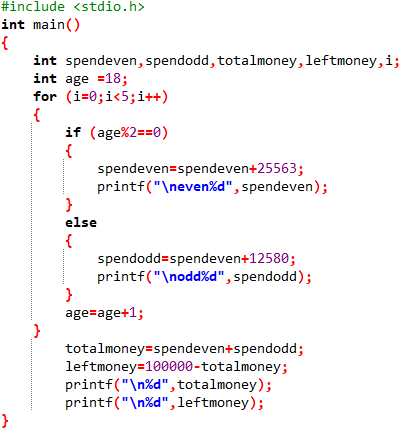 #include <stdio.h>
int main()
{
int spendeven,spendodd,totalmoney,leftmoney,i;
int age =18;
for (i=0;i<5;i++)
{
if (age%2==0)
{
spendeven=spendeven+25563;
printf("\neven%d",spendeven);
}
else
{
spendodd=spendeven+12580;
printf("\nodd%d",spendodd);
}
age=age+1;
}
totalmoney=spendeven+spendodd;
leftmoney=100000-totalmoney;
printf("\n%d",totalmoney);
printf("\n%d",leftmoney);
}